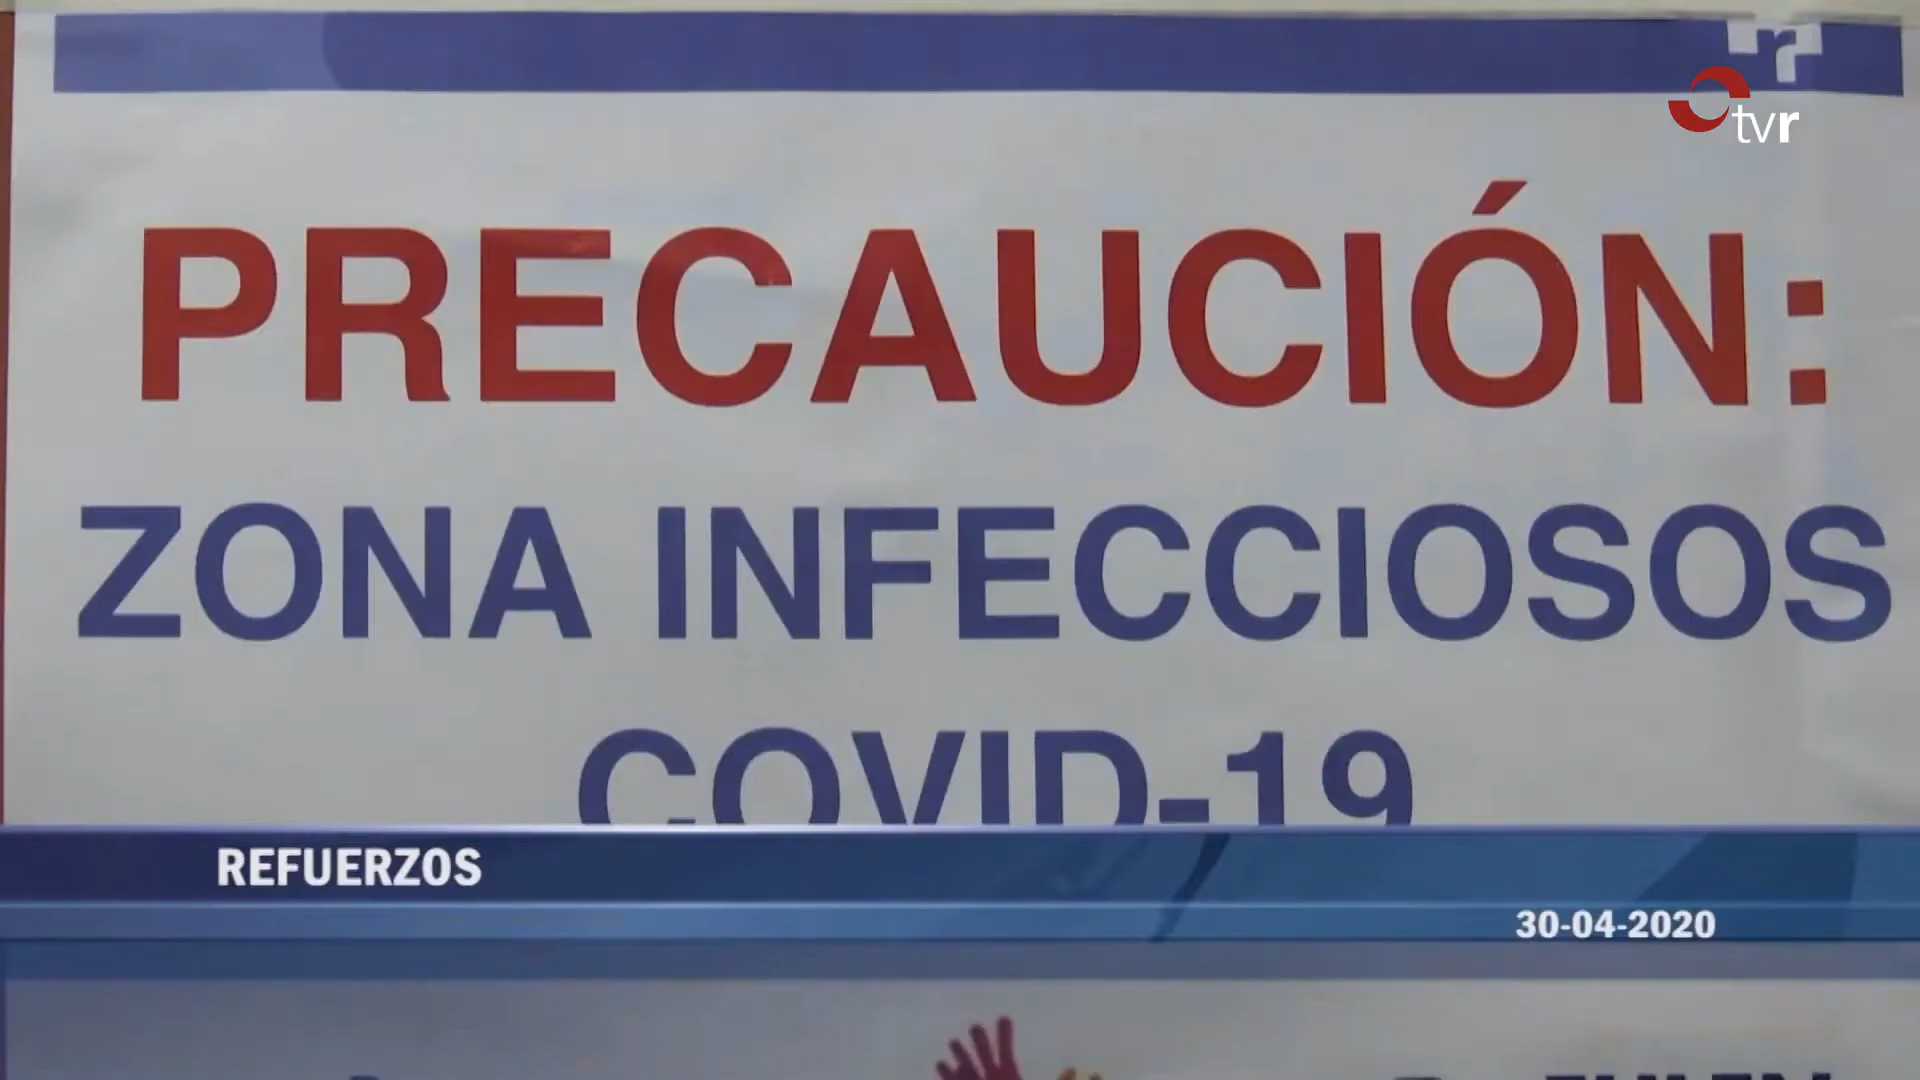 r
tvr
PRECAUCIÓN:
ZONA INFECCIOSOS
COVID-19
REFUERZOS
30-04-2020